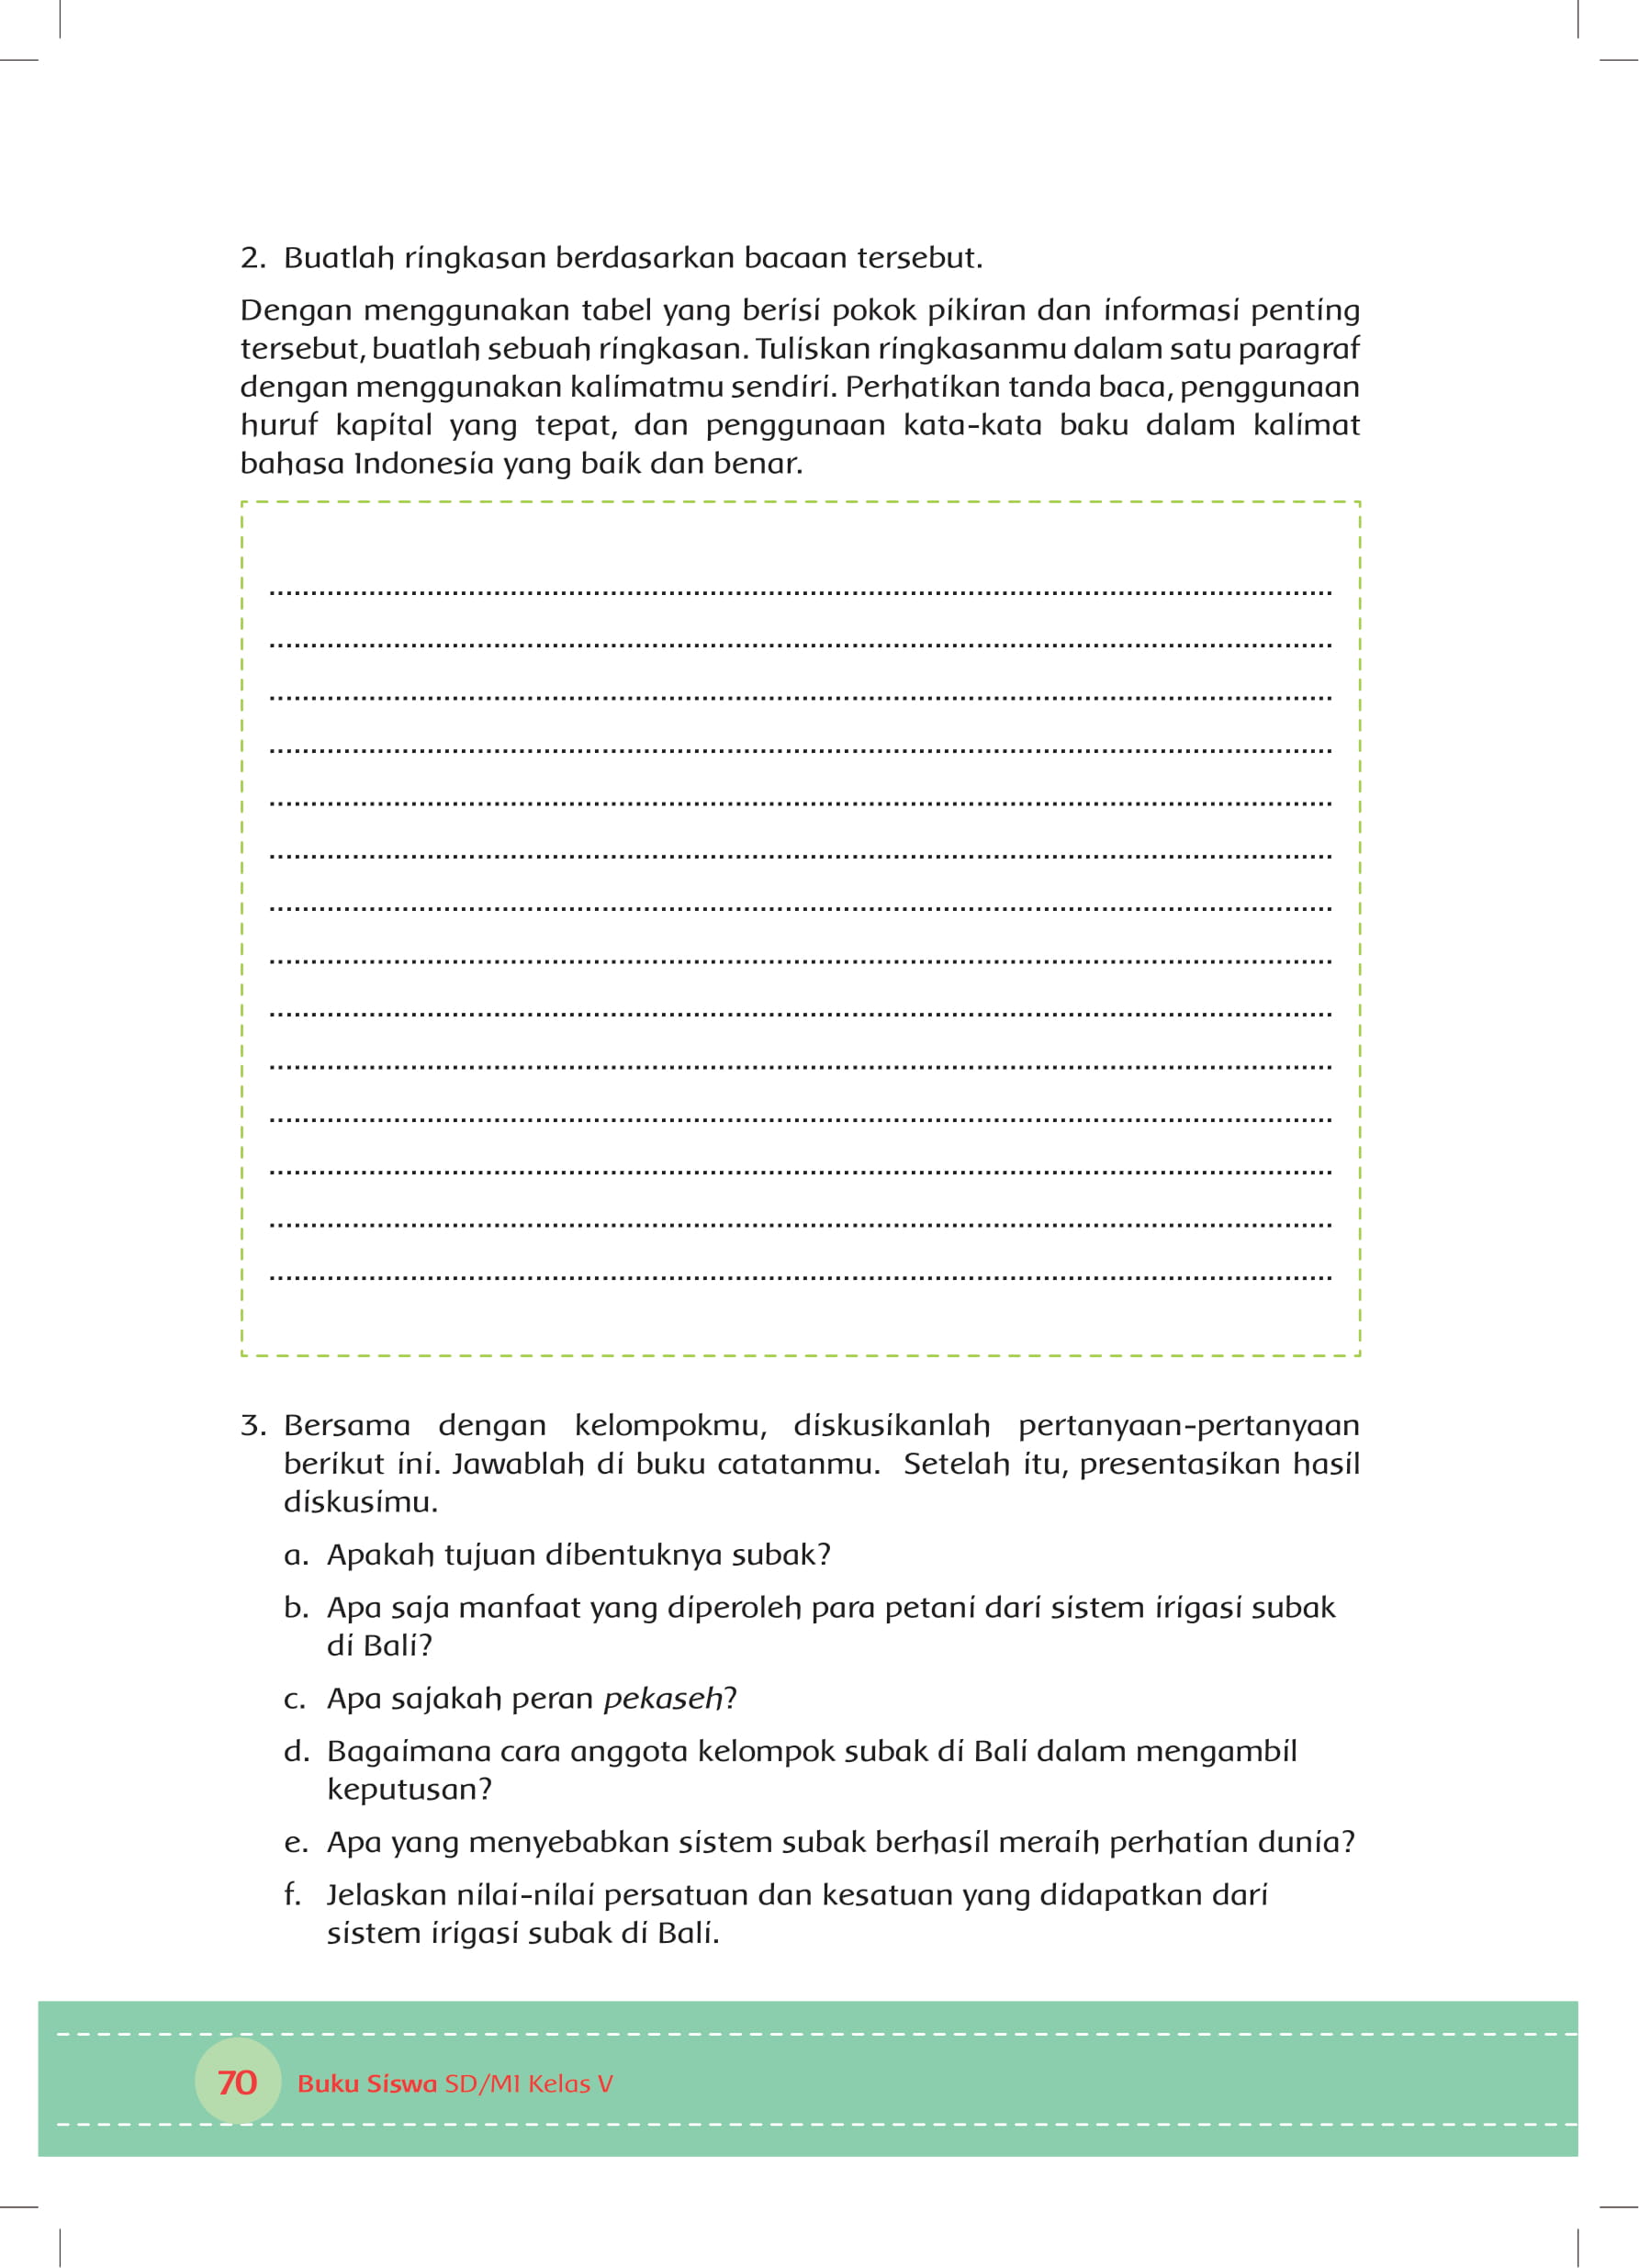 2. Buatlah ringkasan berdasarkan bacaan tersebut.
Dengan menggunakan tabel yang berisi pokok pikiran dan informasi penting
tersebut, buatlah sebuah ringkasan. Tuliskan ringkasanmu dalam satu paragraf
dengan menggunakan kalimatmu sendiri. Perhatikan tanda baca, penggunaan
huruf kapital yang tepat, dan penggunaan kata-kata baku dalam kalimat
bahasa Indonesia yang baik dan benar.
3. Bersama dengan kelompokmu, diskusikanlah pertanyaan-pertanyaan
berikut ini. Jawablah di buku catatanmu. Setelah itu, presentasikan hasil
diskusimu.
a. Apakah tujuan dibentuknya subak?
b. Apa saja manfaat yang diperoleh para petani dari sistem irigasi subak
di Bali?
c. Apa sajakah peran pekaseh?
d. Bagaimana cara anggota kelompok subak di Bali dalam mengambil
keputusan?
e. Apa yang menyebabkan sistem subak berhasil meraih perhatian dunia?
f. Jelaskan nilai-nilai persatuan dan kesatuan yang didapatkan dari
sistem irigasi subak di Bali.
70 Buku Siswa SD/MI Kelas V